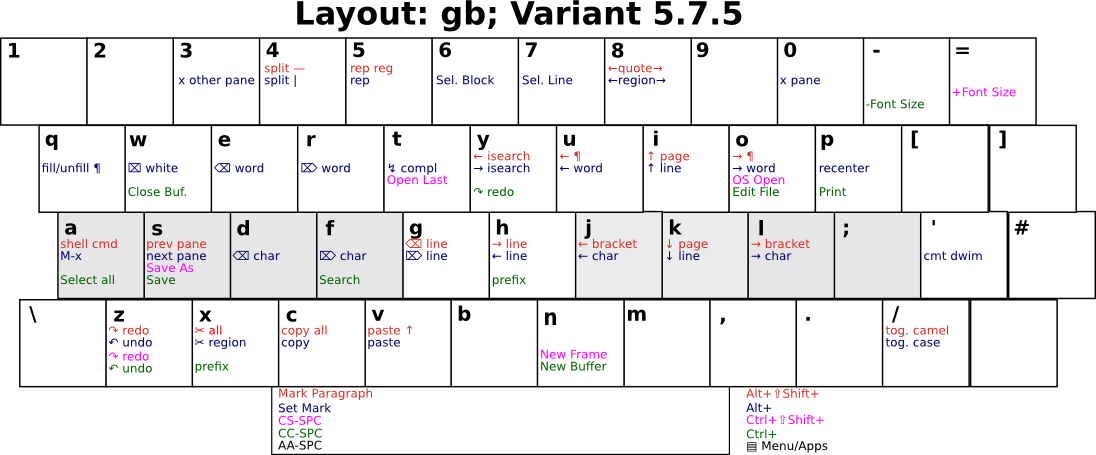 Layout: gb; Variant 5.7.5
1 2 3 4 5 6 7 8 9 0 - =
split — rep reg ←quote→
x other pane split | rep Sel. Block Sel. Line ←region→ x pane
+Font Size
-Font Size
q w e r t y u i o p [ ]
← isearch ← ¶ ↑ page → ¶
fill/unfill ¶ ⌧ white ⌫ word ⌦ word ↯ compl → isearch ← word ↑ line → word recenter
Open Last OS Open
Close Buf. ↷ redo Edit File Print
a s d f g h j k l ; ' #
shell cmd prev pane ⌫ line → line ← bracket ↓ page → bracket
M-x next pane ⌫ char ⌦ char ⌦ line ← line ← char ↓ line → char cmt dwim
Save As
Select all Save Search prefix
\ z x c v b n m , . /
↷ redo ✂ all copy all paste ↑ tog. camel
↶ undo ✂ region copy paste tog. case
↷ redo New Frame
↶ undo prefix New Buffer
Mark Paragraph Alt+⇧Shift+
Set Mark Alt+
CS-SPC Ctrl+⇧Shift+
CC-SPC Ctrl+
AA-SPC ▤ Menu/Apps